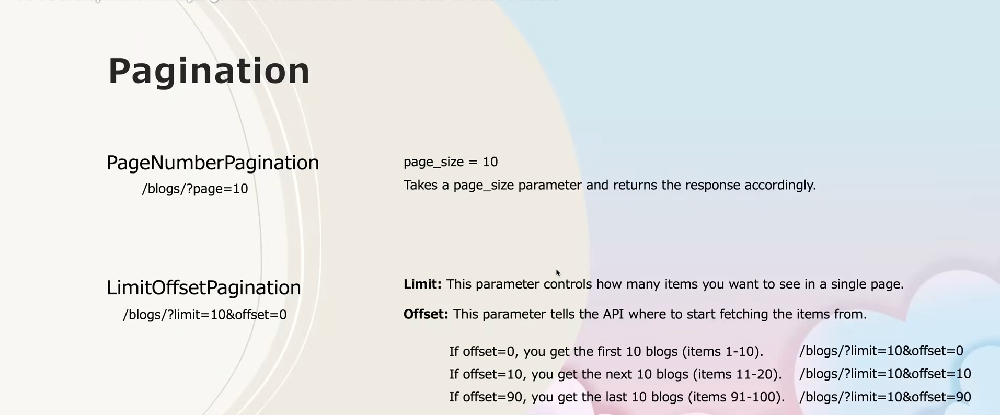 Pagination
PageNumberPagination
/blogs/?page=10
page_size = 10
Takes a page_size parameter and returns the response accordingly.
LimitOffsetPagination
/blogs/?limit=10&offset=0
Limit: This parameter controls how many items you want to see in a single page.
Offset: This parameter tells the API where to start fetching the items from.
If offset=0, you get the first 10 blogs (items 1-10). /blogs/?limit=10&offset=0
If offset=10, you get the next 10 blogs (items 11-20). /blogs/?limit=10&offset=10
If offset=90, you get the last 10 blogs (items 91-100). /blogs/?limit=10&offset=90